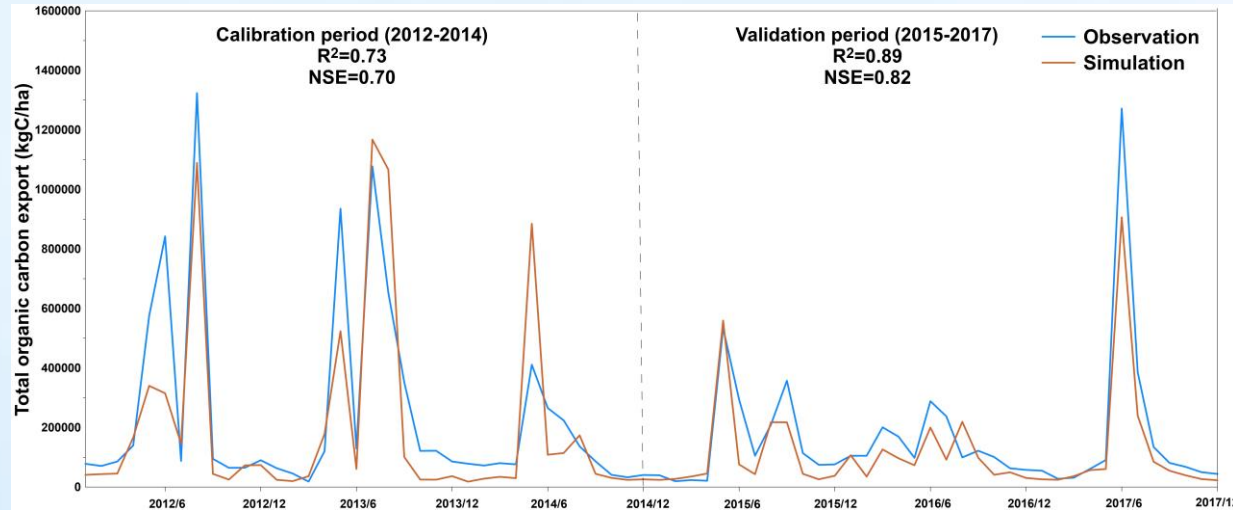 1600000
1400000
1200000
1000000
800000
600000
400000
200000
0
Total organic carbon export (kgC/ha)
Calibration period (2012-2014)
R²=0.73
NSE=0.70
Validation period (2015-2017)
R²=0.89
NSE=0.82
Observation
Simulation
2012/6 2012/12 2013/6 2013/12 2014/6 2014/12 2015/6 2015/12 2016/6 2016/12 2017/6 2017/12